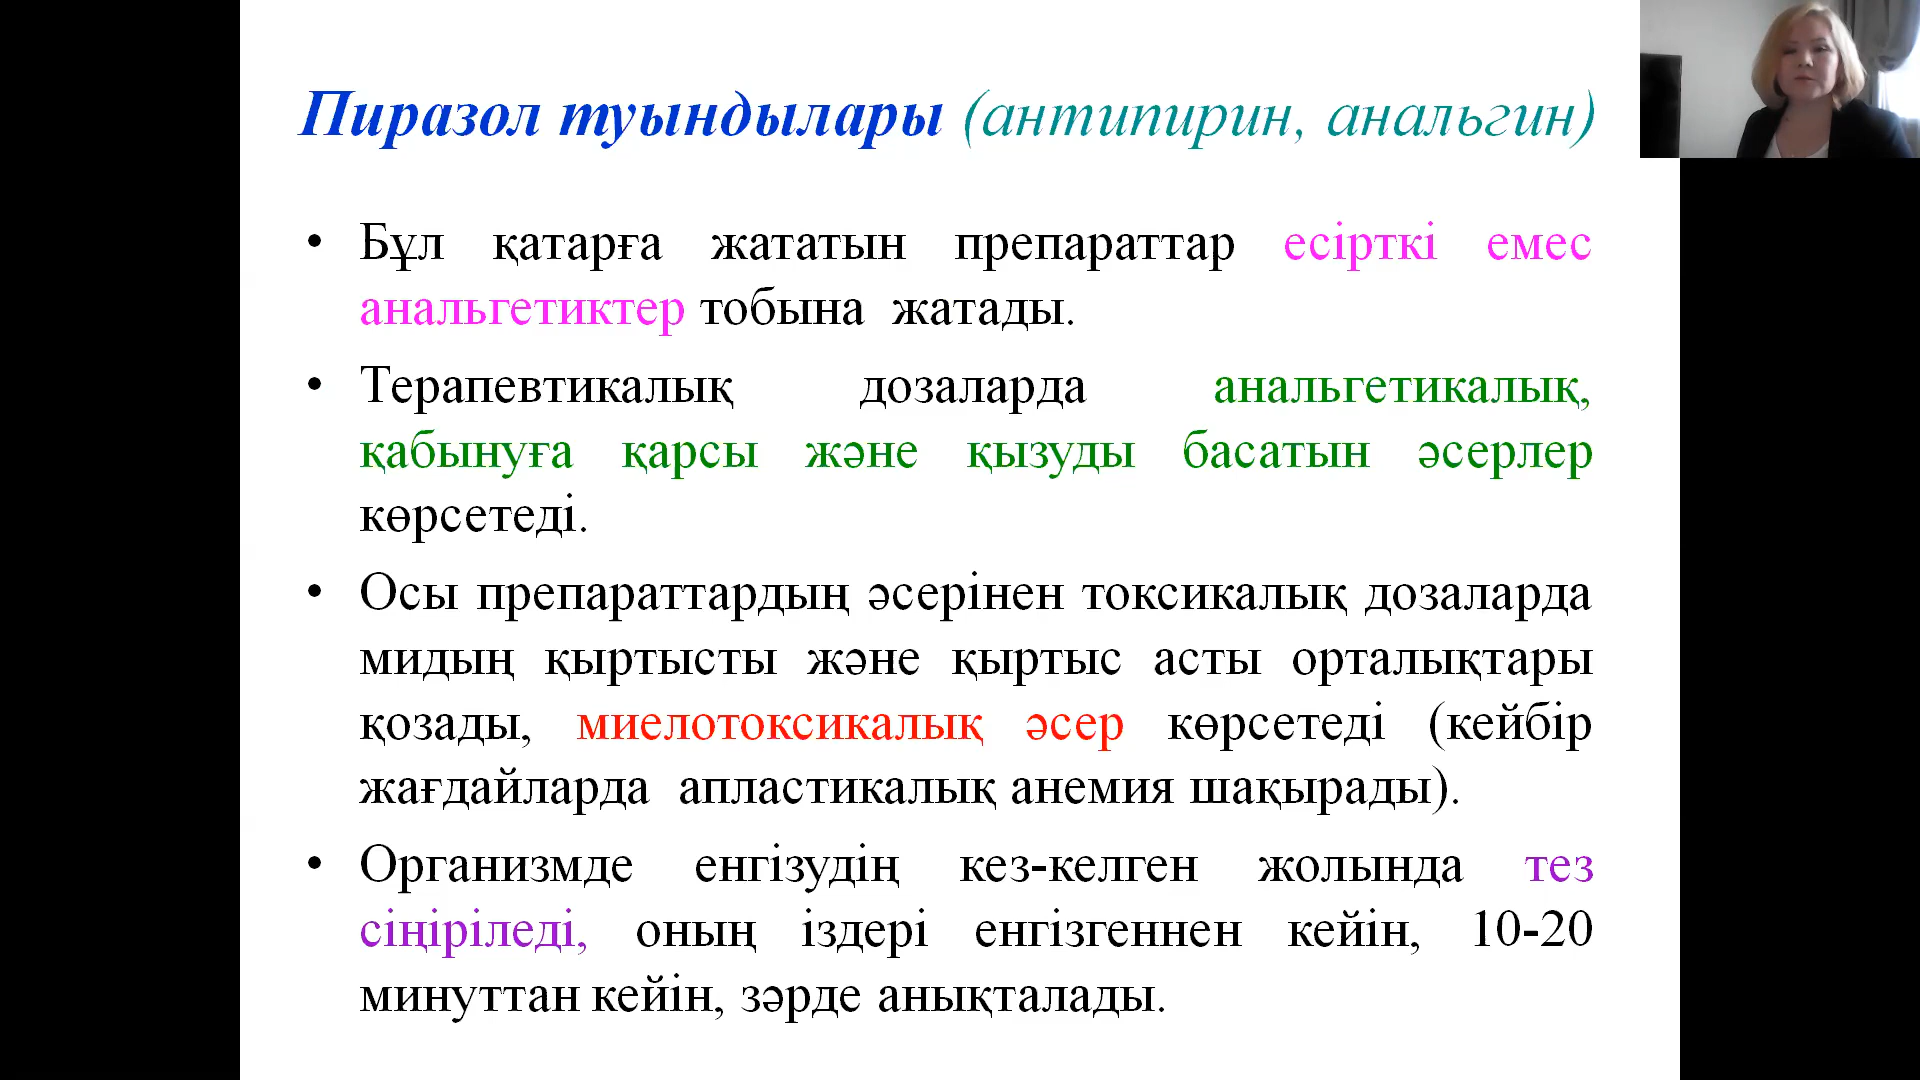 Пиразол туындылары (антипирин, анальгин)
• Бұл қатарға жататын препараттар есірткі емес
анальгетиктер тобына жатады.
• Терапевтикалық дозаларда анальгетикалық,
қабынуға қарсы және қызуды басатын әсерлер
көрсетеді.
• Осы препараттардың әсерінен токсикалық дозаларда
мидың қыртысты және қыртыс асты орталықтары
қозады, миелотоксикалық әсер көрсетеді (кейбір
жағдайларда апластикалық анемия шақырады).
• Организмде енгізудің кез-келген жолында тез
сіңіріледі, оның іздері енгізгеннен кейін, 10-20
минуттан кейін, зәрде анықталады.